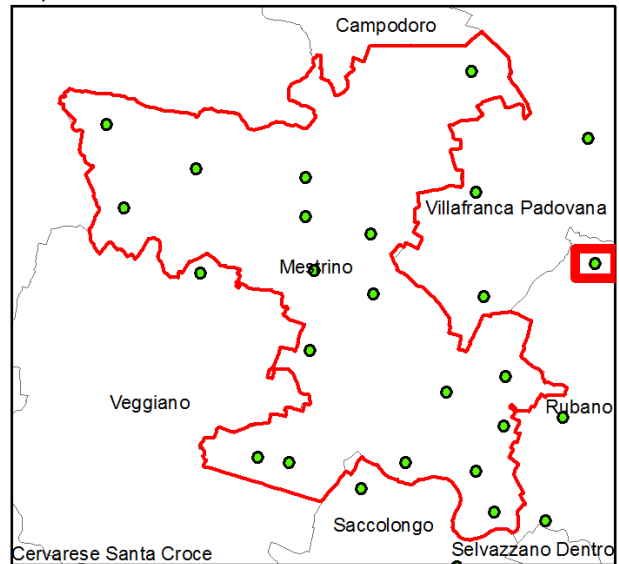 Campodoro
Villafranca Padovana
Mestrino
Veggiano
Rubano
Saccolongo
Cervarese Santa Croce
Selvazzano Dentro